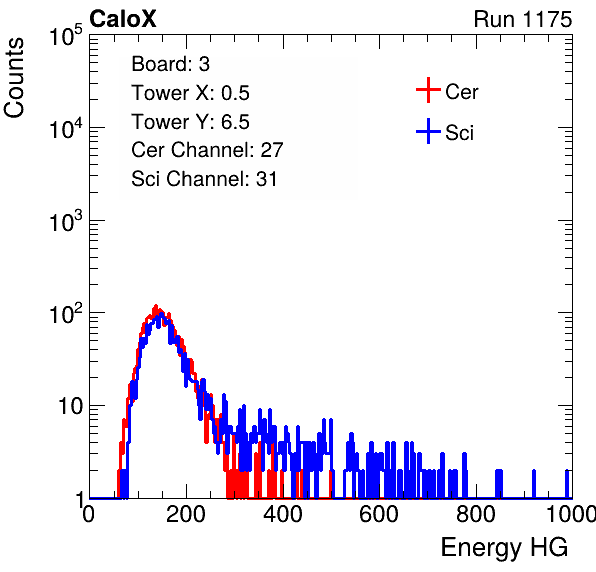 CaloX Run 1175
Counts
10^5
10^4
10^3
10^2
10
1
Board: 3
Tower X: 0.5
Tower Y: 6.5
Cer Channel: 27
Sci Channel: 31
Cer
Sci
0 200 400 600 800 1000
Energy HG